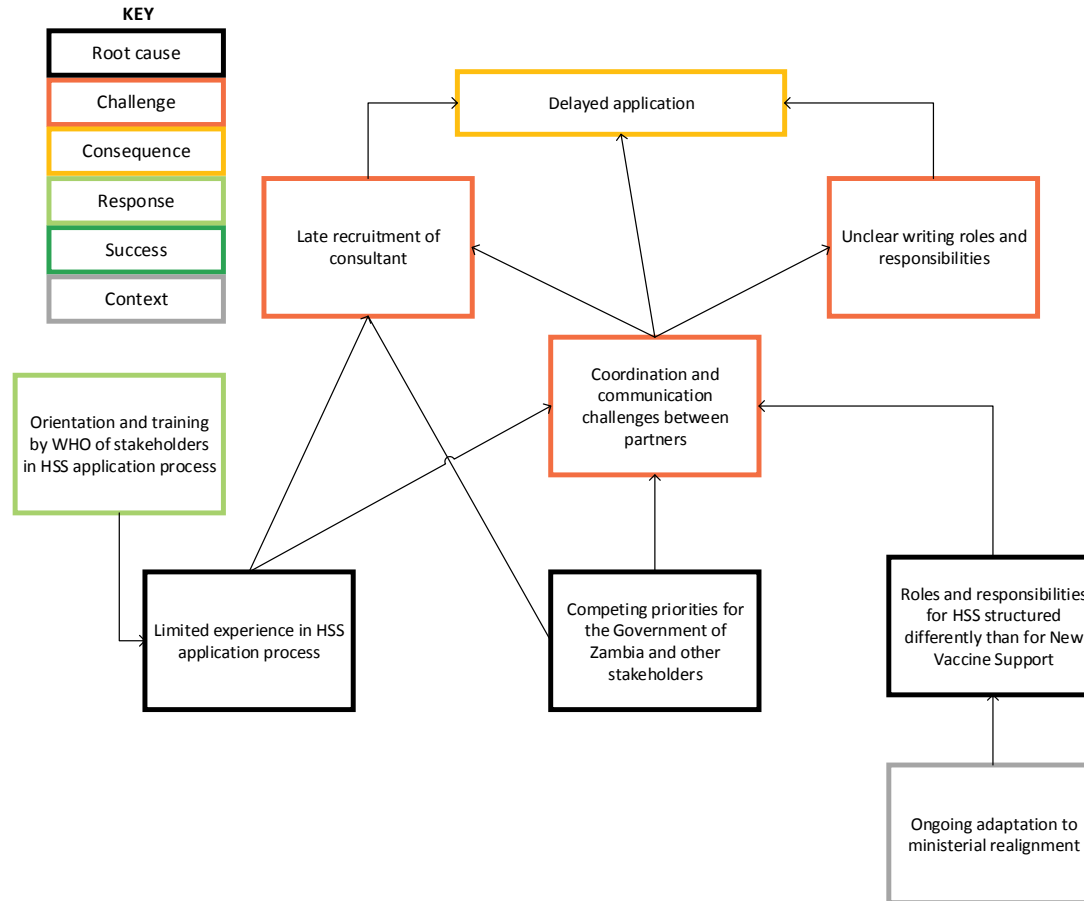 KEY
Root cause
Challenge
Consequence
Response
Success
Context
Delayed application
Late recruitment of
consultant
Unclear writing roles and
responsibilities
Coordination and
communication
challenges between
partners
Orientation and training
by WHO of stakeholders
in HSS application process
Limited experience in HSS
application process
Competing priorities for
the Government of
Zambia and other
stakeholders
Roles and responsibilities
for HSS structured
differently than for New
Vaccine Support
Ongoing adaptation to
ministerial realignment